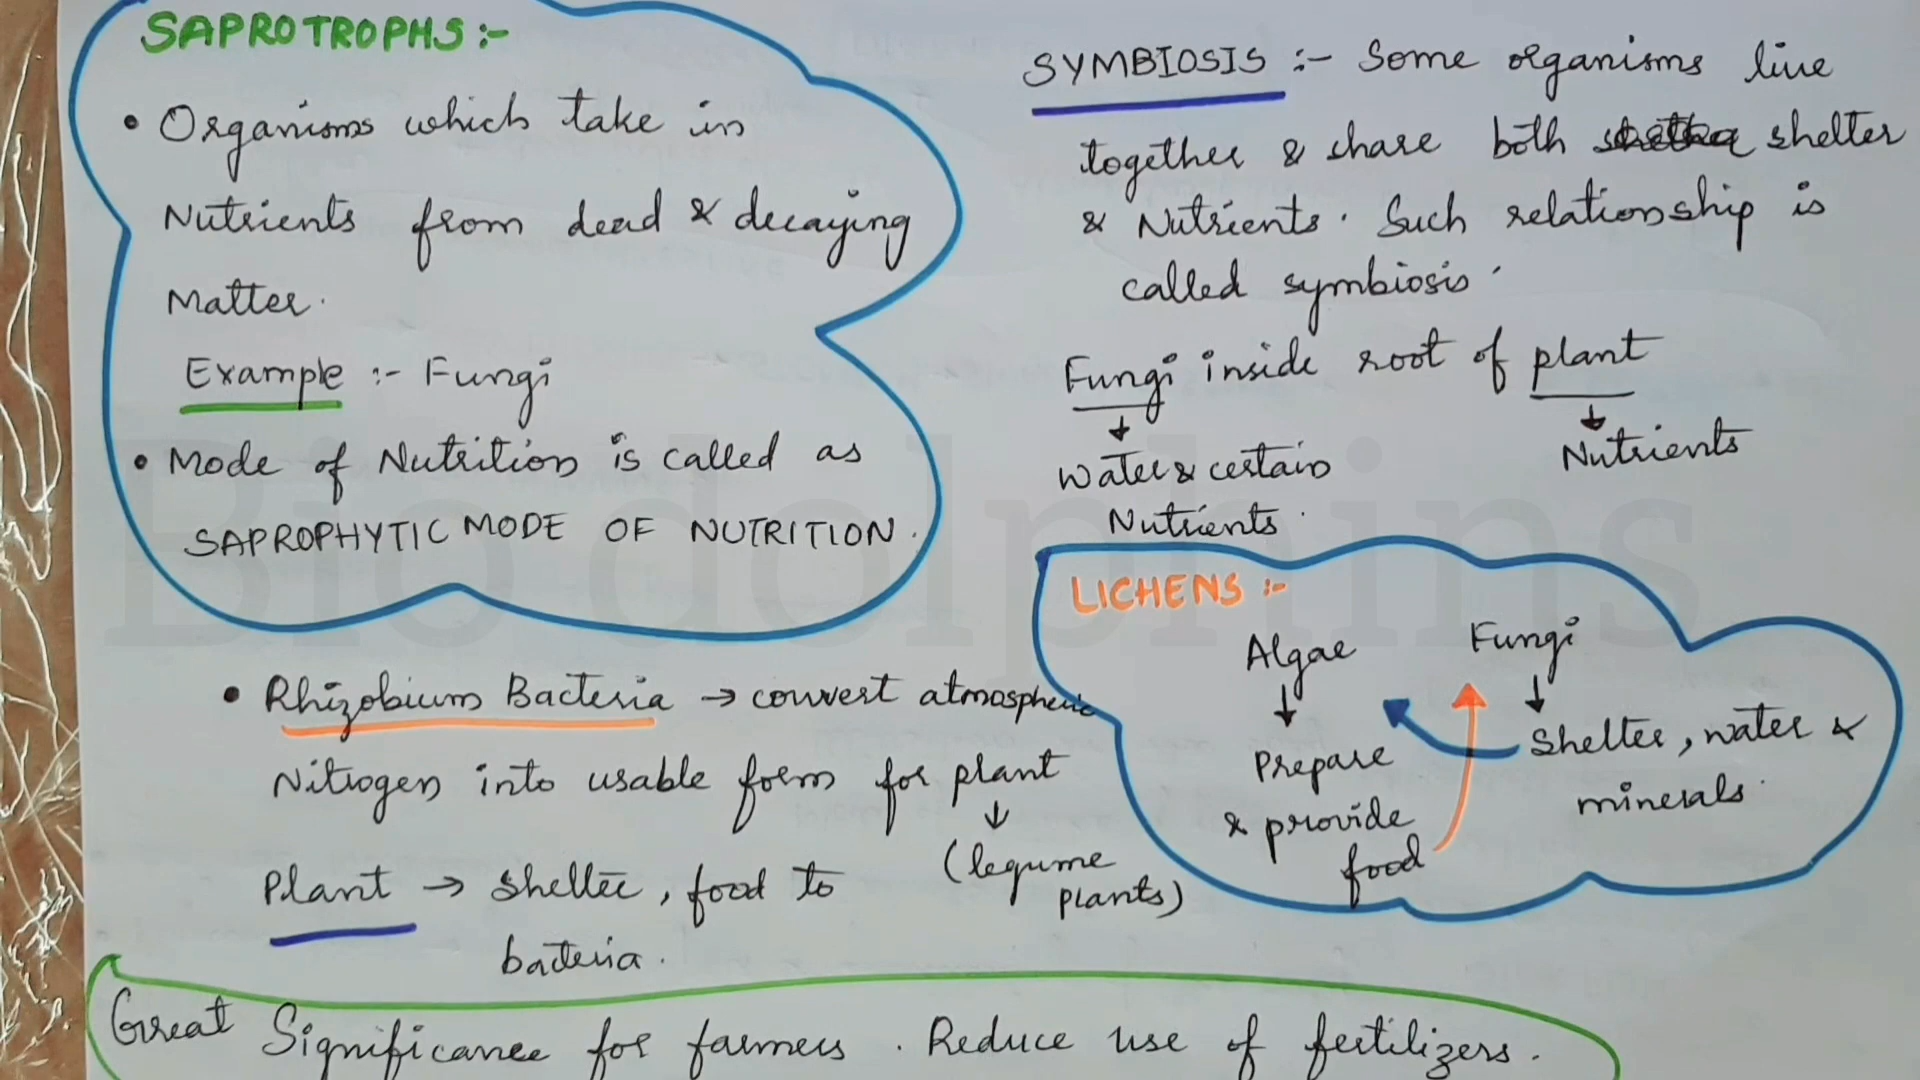 SAPROTROPHS :-
• Organisms which take in
Nutrients from dead & decaying
Matter.
Example :- Fungi
• Mode of Nutrition is called as
SAPROPHYTIC MODE OF NUTRITION.
SYMBIOSIS :- Some organisms live
together & share both shelter
& Nutrients. Such relationship is
called symbiosis.
Fungi inside root of plant
↓ ↓
Water & certain Nutrients
Nutrients.
• Rhizobium Bacteria → convert atmospheric
Nitrogen into usable form for plant
↓
(legume
plants)
Plant → shelter, food to
bacteria.
LICHENS :-
Algae
↓
Prepare
& provide
food
Fungi
↓
Shelter, water &
minerals.
Great Significance for farmers. Reduce use of fertilizers.
Bio dolphins